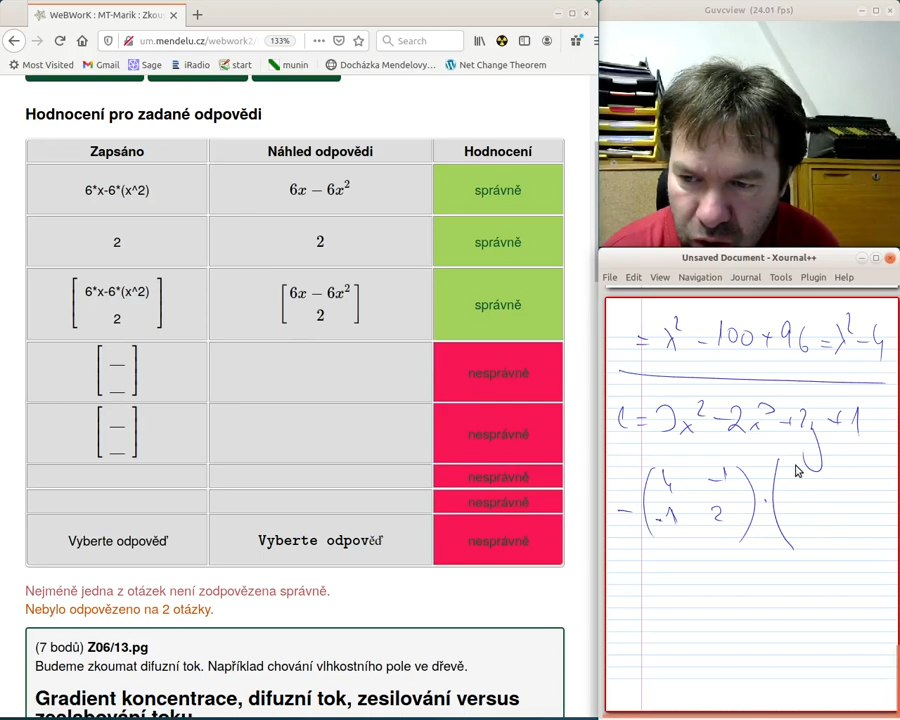 WeBWorK : MT-Marik : Zkou
Guvcview (24.01 fps)
um.mendelu.cz/webwork2/
133%
Search
Most Visited
Gmail
Sage
iRadio
start
munin
Docházka Mendelovy...
Net Change Theorem
Hodnocení pro zadané odpovědi
Zapsáno Náhled odpovědi Hodnocení
6*x-6*(x^2) 6x − 6x² správně
2 2 správně
6*x-6*(x^2) 6x − 6x² správně
2 2
nesprávně
nesprávně
nesprávně
nesprávně
Vyberte odpověď Vyberte odpověď nesprávně
Nejméně jedna z otázek není zodpovězena správně.
Nebylo odpovězeno na 2 otázky.
(7 bodů) Z06/13.pg
Budeme zkoumat difuzní tok. Například chování vlhkostního pole ve dřevě.
Gradient koncentrace, difuzní tok, zesilování versus
zeslabování toku
Unsaved Document - Xournal++
File Edit View Navigation Journal Tools Plugin Help
= λ² - 100 + 96 = λ² - 4